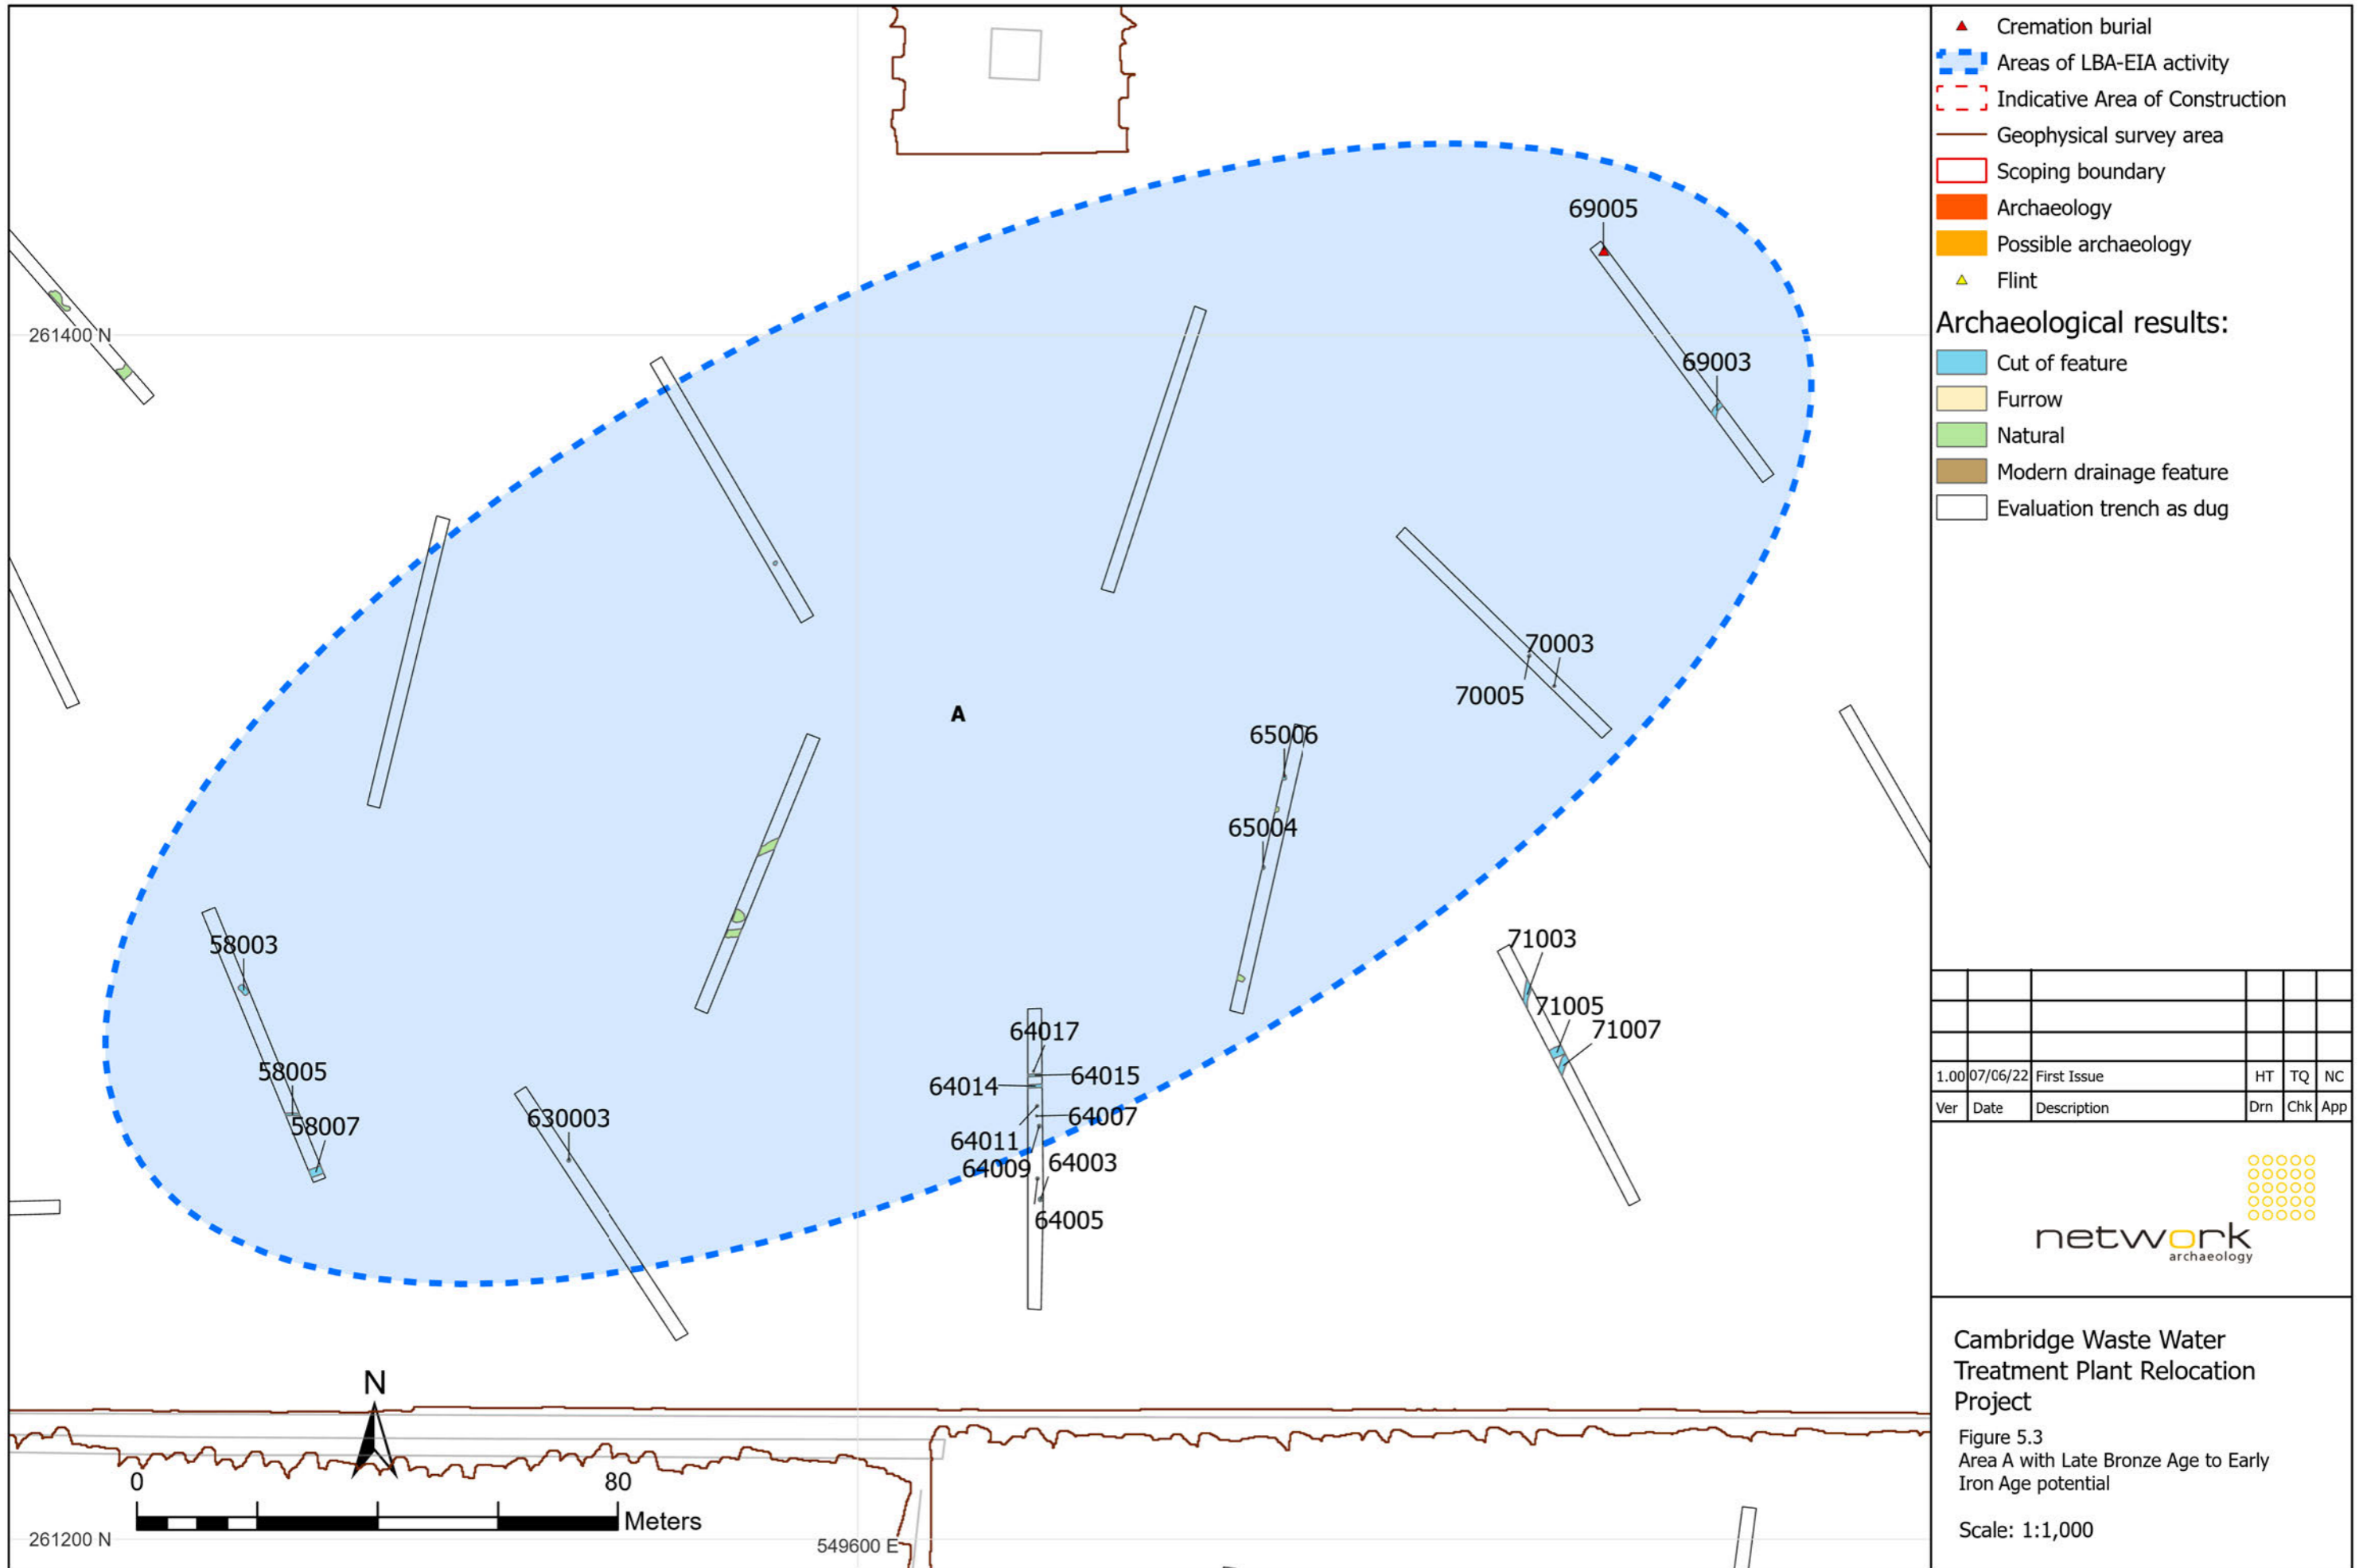 69005
261400 N
69003
70003
70005
A
65006
65004
58003
71003
71005
71007
64017
58005
64014
64015
58007
630003
64007
64011
64009
64003
64005
N
0
80
Meters
261200 N
549600 E
Cremation burial
Areas of LBA-EIA activity
Indicative Area of Construction
Geophysical survey area
Scoping boundary
Archaeology
Possible archaeology
Flint
Archaeological results:
Cut of feature
Furrow
Natural
Modern drainage feature
Evaluation trench as dug
1.00 07/06/22 First Issue HT TQ NC
Ver Date Description Drn Chk App
network
archaeology
Cambridge Waste Water
Treatment Plant Relocation
Project
Figure 5.3
Area A with Late Bronze Age to Early
Iron Age potential
Scale: 1:1,000